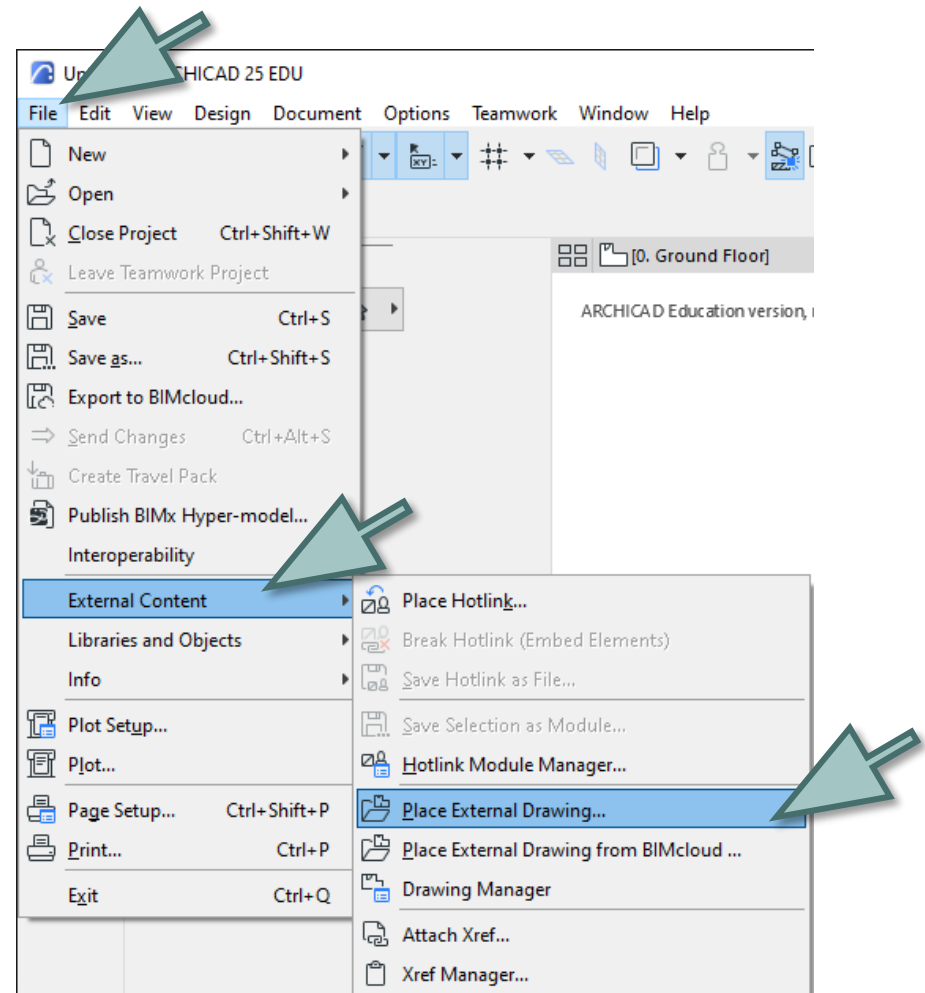 HICAD 25 EDU
File Edit View Design Document Options Teamwork Window Help
New
Open
Close Project Ctrl+Shift+W
Leave Teamwork Project
[0. Ground Floor]
Save Ctrl+S
ARCHICAD Education version,
Save as... Ctrl+Shift+S
Export to BIMcloud...
Send Changes Ctrl+Alt+S
Create Travel Pack
Publish BIMx Hyper-model...
Interoperability
External Content
Libraries and Objects
Info
Plot Setup...
Plot...
Page Setup... Ctrl+Shift+P
Print... Ctrl+P
Exit Ctrl+Q
Place Hotlink...
Break Hotlink (Embed Elements)
Save Hotlink as File...
Save Selection as Module...
Hotlink Module Manager...
Place External Drawing...
Place External Drawing from BIMcloud ...
Drawing Manager
Attach Xref...
Xref Manager...